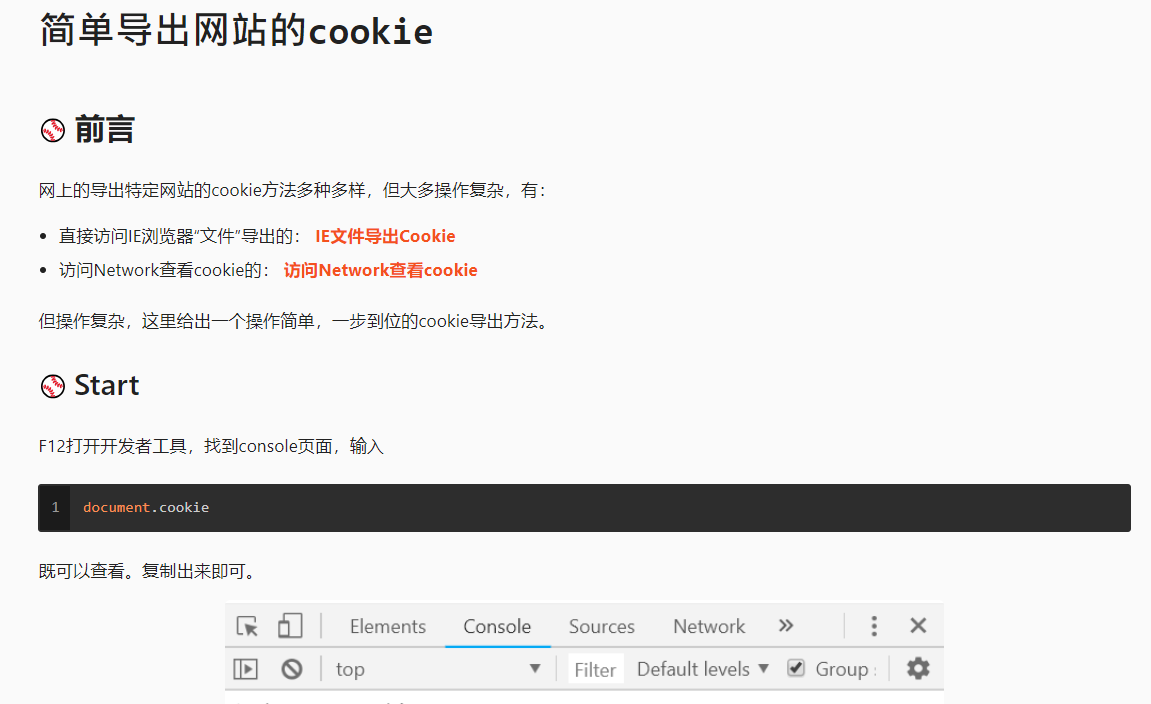 简单导出网站的cookie
前言
网上的导出特定网站的cookie方法多种多样，但大多操作复杂，有：
直接访问IE浏览器“文件”导出的： IE文件导出Cookie
访问Network查看cookie的： 访问Network查看cookie
但操作复杂，这里给出一个操作简单，一步到位的cookie导出方法。
Start
F12打开开发者工具，找到console页面，输入
1 document.cookie
既可以查看。复制出来即可。
Elements Console Sources Network
top Filter Default levels Group